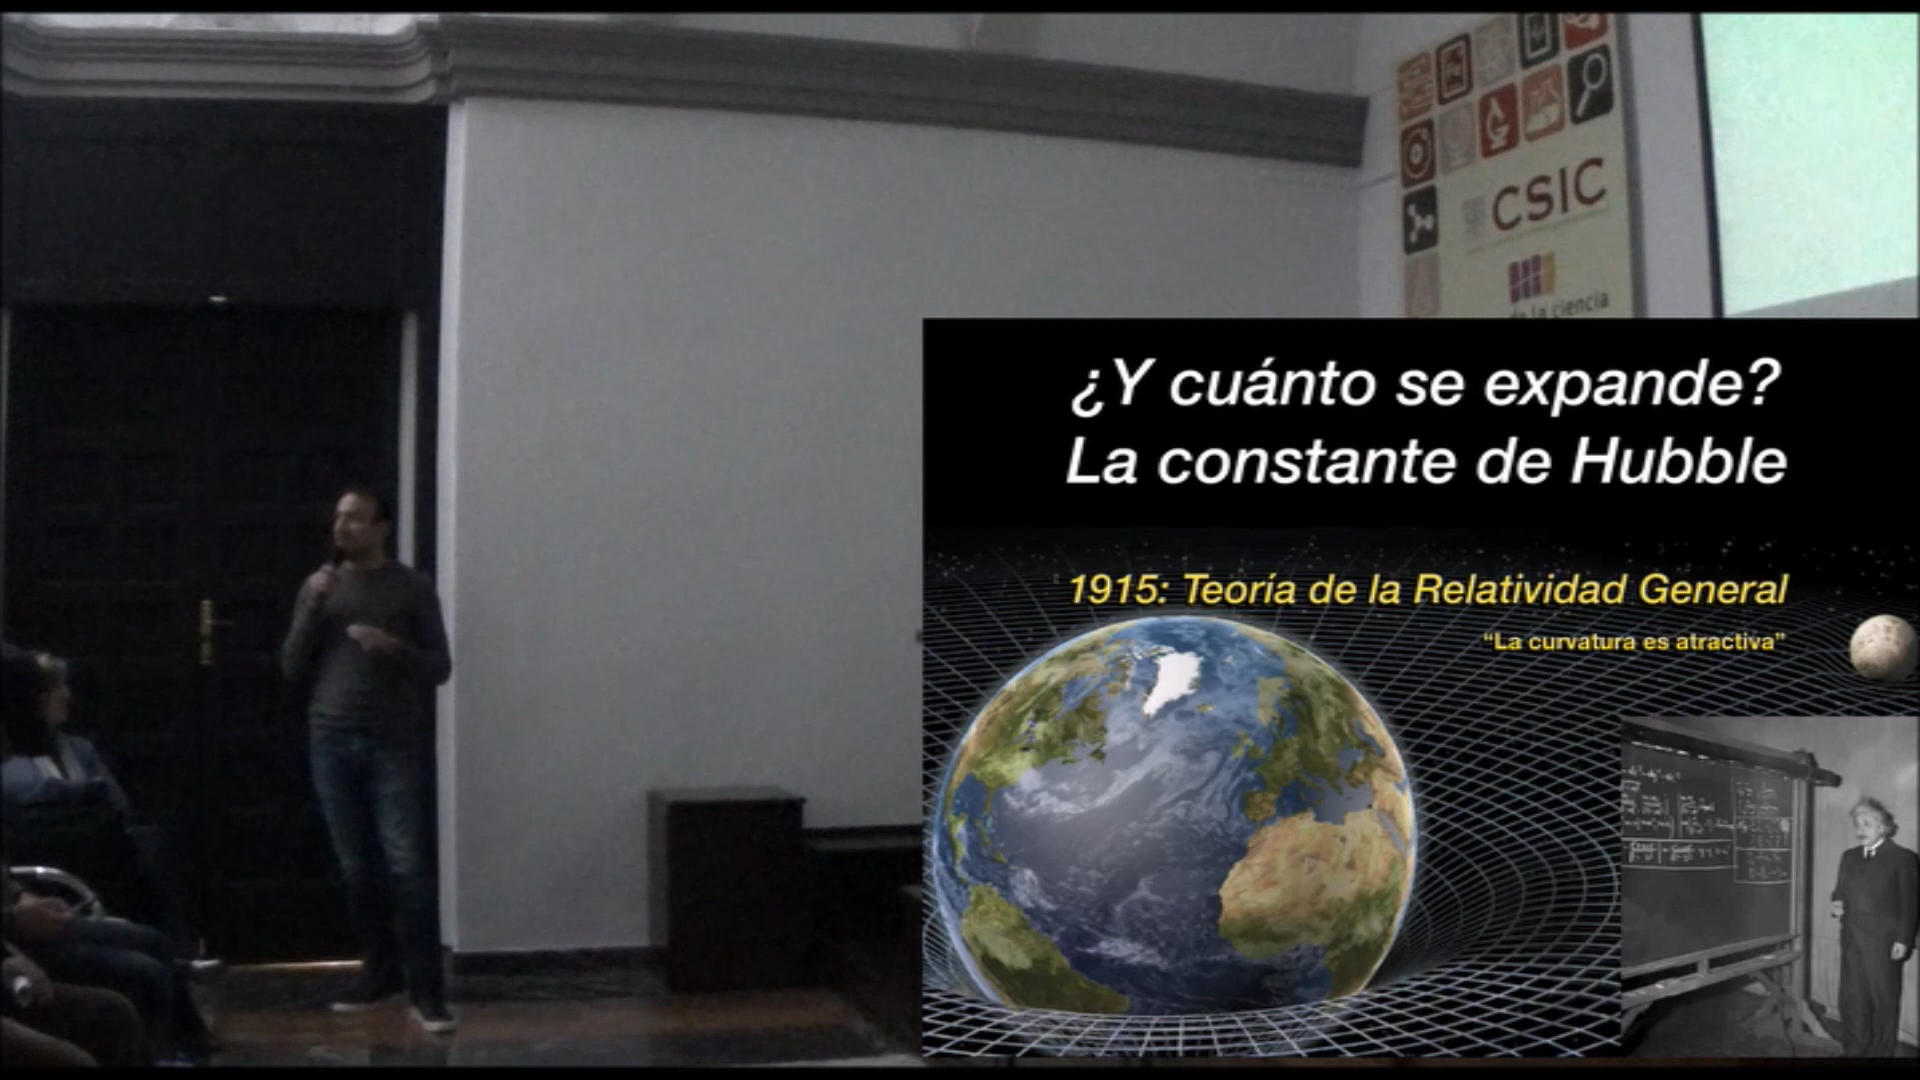 CSIC
de la ciencia
¿Y cuánto se expande?
La constante de Hubble
1915: Teoría de la Relatividad General
“La curvatura es atractiva”